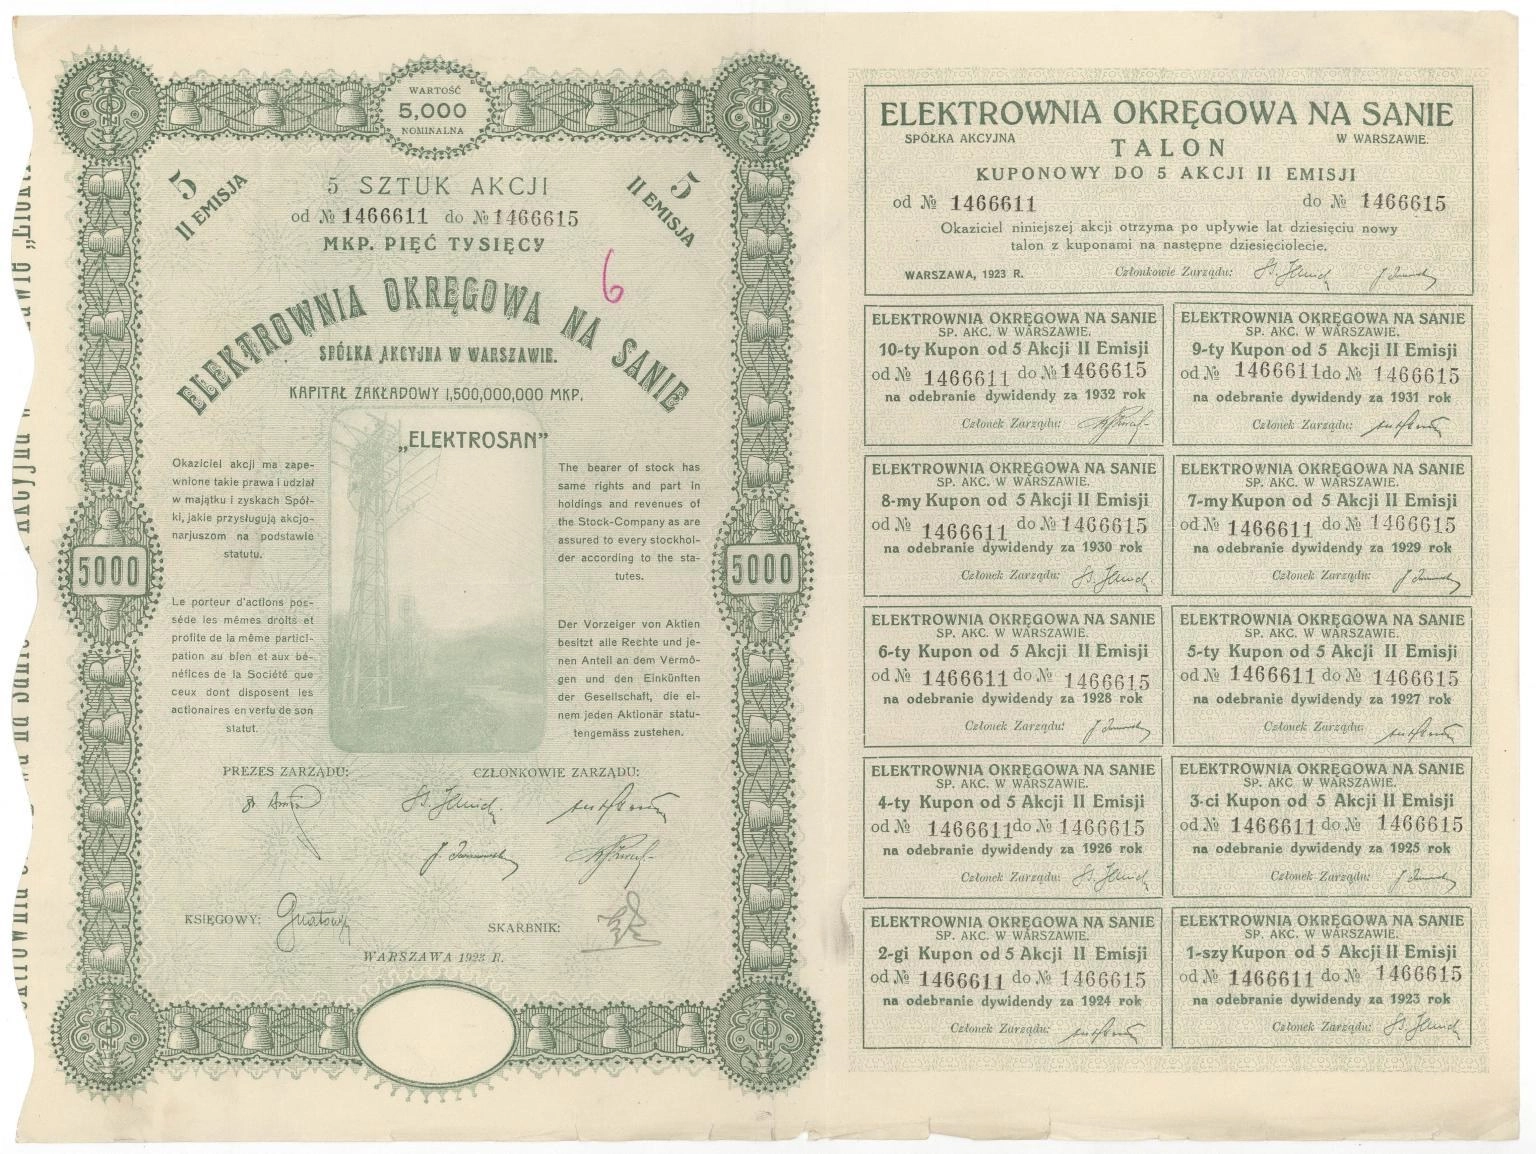 WARTOŚĆ
5,000
NOMINALNA
5
II EMISJA
5 SZTUK AKCJI
od № 1466611 do № 1466615
MKP. PIĘĆ TYSIĘCY
5
II EMISJA
6
ELEKTROWNIA OKRĘGOWA NA SANIE
SPÓŁKA AKCYJNA W WARSZAWIE.
KAPITAŁ ZAKŁADOWY 1,500,000,000 MKP.
„ELEKTROSAN”
Okaziciel akcji ma zape-
wnione takie prawa i udział
w majątku i zyskach Spół-
ki, jakie przysługują akcjo-
narjuszom na podstawie
statutu.
Le porteur d'actions pos-
séde les mêmes droits et
profite de la même partici-
pation au bien et aux bé-
néfices de la Société que
ceux dont disposent les
actionaires en vertu de son
statut.
The bearer of stock has
same rights and part in
holdings and revenues of
the Stock-Company as are
assured to every stockhol-
der according to the sta-
tutes.
Der Vorzeiger von Aktien
besitzt alle Rechte und je-
nen Anteil an dem Vermö-
gen und den Einkünften
der Gesellschaft, die ei-
nem jeden Aktionär statu-
tengemäss zustehen.
5000
5000
PREZES ZARZĄDU:
CZŁONKOWIE ZARZĄDU:
KSIĘGOWY:
SKARBNIK:
WARSZAWA 1923 R.
ELEKTROWNIA OKRĘGOWA NA SANIE
SPÓŁKA AKCYJNA
W WARSZAWIE.
TALON
KUPONOWY DO 5 AKCJI II EMISJI
od № 1466611 do № 1466615
Okaziciel niniejszej akcji otrzyma po upływie lat dziesięciu nowy
talon z kuponami na następne dziesięciolecie.
WARSZAWA, 1923 R. Członkowie Zarządu:
ELEKTROWNIA OKRĘGOWA NA SANIE
SP. AKC. W WARSZAWIE.
10-ty Kupon od 5 Akcji II Emisji
od № 1466611 do № 1466615
na odebranie dywidendy za 1932 rok
Członek Zarządu:
ELEKTROWNIA OKRĘGOWA NA SANIE
SP. AKC. W WARSZAWIE.
9-ty Kupon od 5 Akcji II Emisji
od № 1466611 do № 1466615
na odebranie dywidendy za 1931 rok
Członek Zarządu:
ELEKTROWNIA OKRĘGOWA NA SANIE
SP. AKC. W WARSZAWIE.
8-my Kupon od 5 Akcji II Emisji
od № 1466611 do № 1466615
na odebranie dywidendy za 1930 rok
Członek Zarządu:
ELEKTROWNIA OKRĘGOWA NA SANIE
SP. AKC. W WARSZAWIE.
7-my Kupon od 5 Akcji II Emisji
od № 1466611 do № 1466615
na odebranie dywidendy za 1929 rok
Członek Zarządu:
ELEKTROWNIA OKRĘGOWA NA SANIE
SP. AKC. W WARSZAWIE.
6-ty Kupon od 5 Akcji II Emisji
od № 1466611 do № 1466615
na odebranie dywidendy za 1928 rok
Członek Zarządu:
ELEKTROWNIA OKRĘGOWA NA SANIE
SP. AKC. W WARSZAWIE.
5-ty Kupon od 5 Akcji II Emisji
od № 1466611 do № 1466615
na odebranie dywidendy za 1927 rok
Członek Zarządu:
ELEKTROWNIA OKRĘGOWA NA SANIE
SP. AKC. W WARSZAWIE.
4-ty Kupon od 5 Akcji II Emisji
od № 1466611 do № 1466615
na odebranie dywidendy za 1926 rok
Członek Zarządu:
ELEKTROWNIA OKRĘGOWA NA SANIE
SP. AKC W WARSZAWIE.
3-ci Kupon od 5 Akcji II Emisji
od № 1466611 do № 1466615
na odebranie dywidendy za 1925 rok
Członek Zarządu:
ELEKTROWNIA OKRĘGOWA NA SANIE
SP. AKC. W WARSZAWIE.
2-gi Kupon od 5 Akcji II Emisji
od № 1466611 do № 1466615
na odebranie dywidendy za 1924 rok
Członek Zarządu:
ELEKTROWNIA OKRĘGOWA NA SANIE
SP. AKC. W WARSZAWIE.
1-szy Kupon od 5 Akcji II Emisji
od № 1466611 do № 1466615
na odebranie dywidendy za 1923 rok
Członek Zarządu: